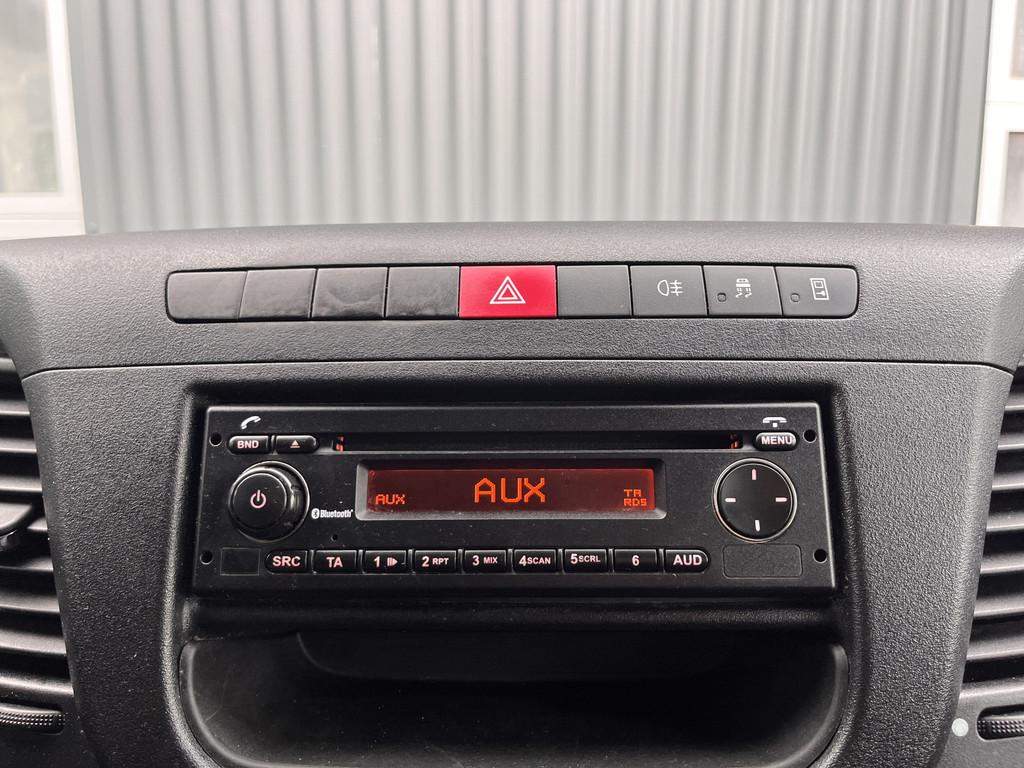 BND
MENU
AUX AUX TA
RDS
Bluetooth
SRC TA 1 2 RPT 3 MIX 4 SCAN 5 SCRL 6 AUD